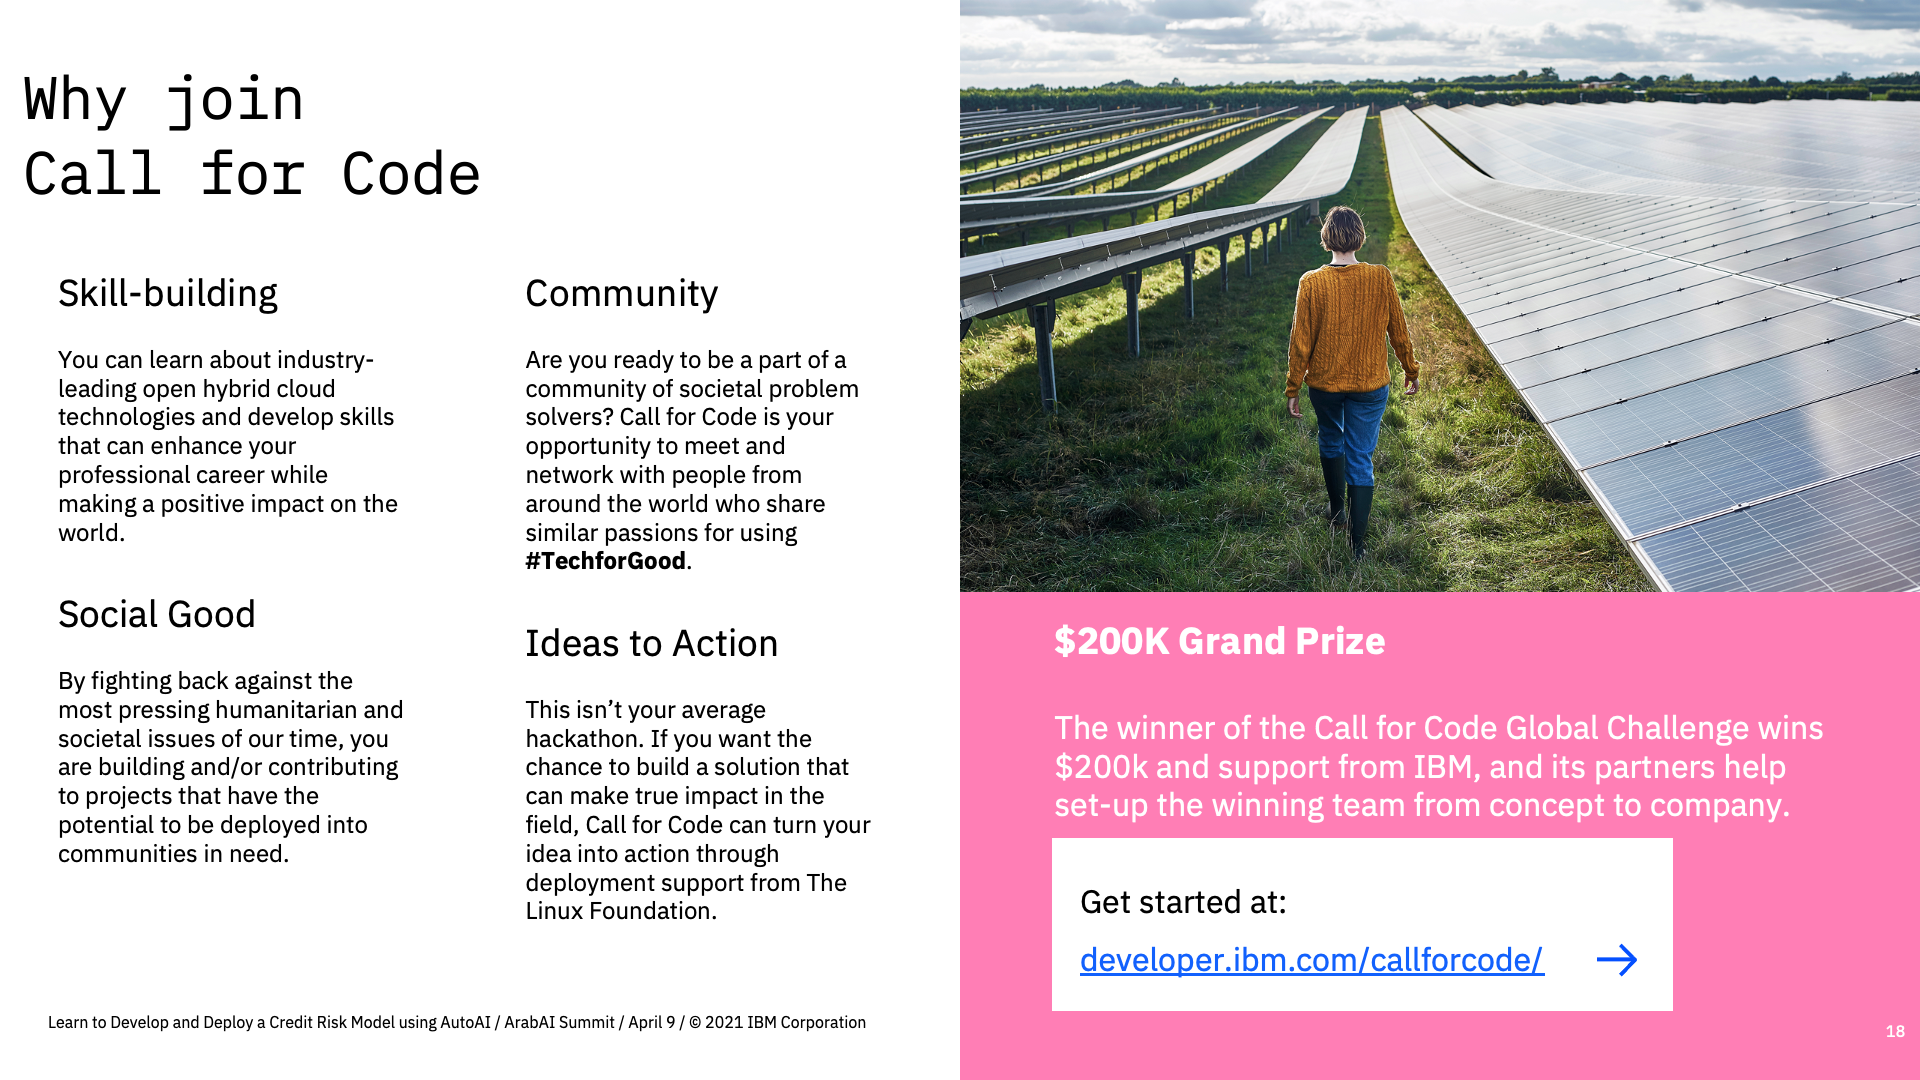 Why join
Call for Code
Skill-building
You can learn about industry-
leading open hybrid cloud
technologies and develop skills
that can enhance your
professional career while
making a positive impact on the
world.
Social Good
By fighting back against the
most pressing humanitarian and
societal issues of our time, you
are building and/or contributing
to projects that have the
potential to be deployed into
communities in need.
Community
Are you ready to be a part of a
community of societal problem
solvers? Call for Code is your
opportunity to meet and
network with people from
around the world who share
similar passions for using
#TechforGood.
Ideas to Action
This isn’t your average
hackathon. If you want the
chance to build a solution that
can make true impact in the
field, Call for Code can turn your
idea into action through
deployment support from The
Linux Foundation.
$200K Grand Prize
The winner of the Call for Code Global Challenge wins
$200k and support from IBM, and its partners help
set-up the winning team from concept to company.
Get started at:
developer.ibm.com/callforcode/
Learn to Develop and Deploy a Credit Risk Model using AutoAI / ArabAI Summit / April 9 / © 2021 IBM Corporation
18